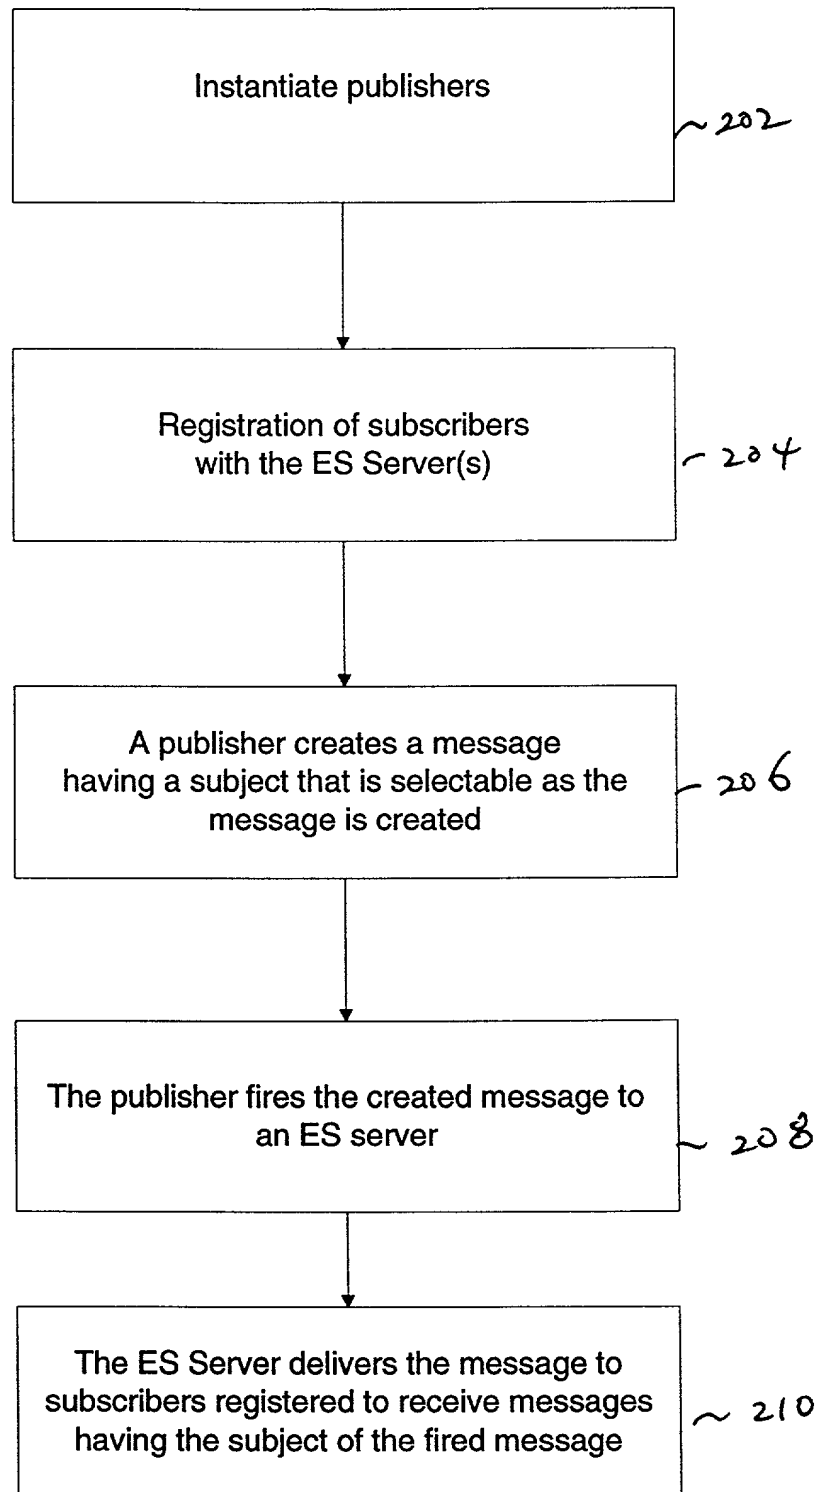 Instantiate publishers
202
Registration of subscribers
with the ES Server(s)
204
A publisher creates a message
having a subject that is selectable as the
message is created
206
The publisher fires the created message to
an ES server
208
The ES Server delivers the message to
subscribers registered to receive messages
having the subject of the fired message
210